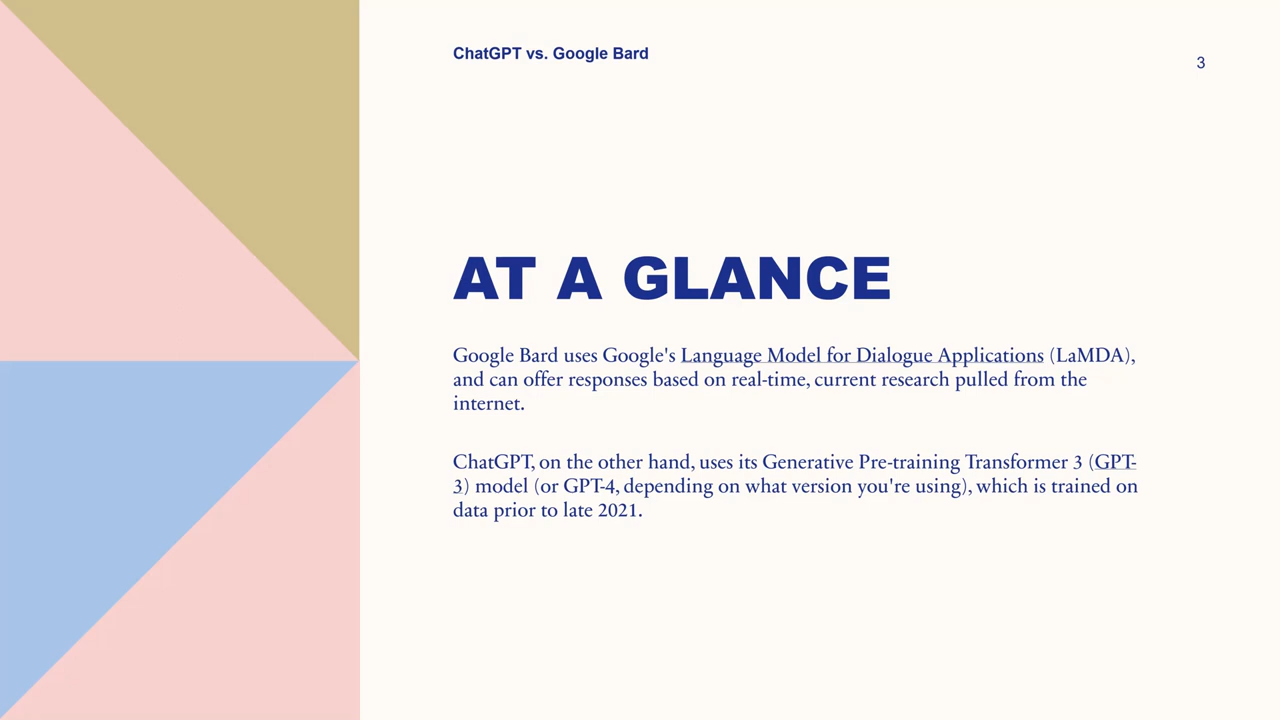 ChatGPT vs. Google Bard
3
AT A GLANCE
Google Bard uses Google's Language Model for Dialogue Applications (LaMDA),
and can offer responses based on real-time, current research pulled from the
internet.
ChatGPT, on the other hand, uses its Generative Pre-training Transformer 3 (GPT-
3) model (or GPT-4, depending on what version you're using), which is trained on
data prior to late 2021.